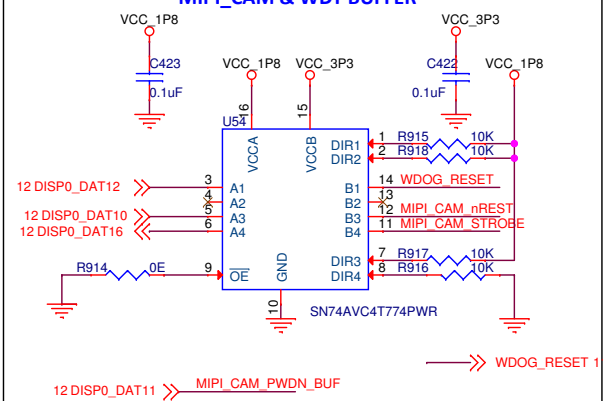 MIPI_CAM & WDT BUFFER
VCC_1P8 VCC_3P3
C423 VCC_1P8 VCC_3P3 C422 VCC_1P8
0.1uF 0.1uF
16 15
U54
VCCA VCCB DIR1 1 R915 10K
DIR2 2 R918 10K
12 DISP0_DAT12 3 A1 B1 14 WDOG_RESET
4 A2 B2 13
12 DISP0_DAT10 5 A3 B3 12 MIPI_CAM_nREST
12 DISP0_DAT16 6 A4 B4 11 MIPI_CAM_STROBE
DIR3 7 R917 10K
R914 0E 9 OE GND DIR4 8 R916 10K
10 SN74AVC4T774PWR
WDOG_RESET 1
12 DISP0_DAT11 MIPI_CAM_PWDN_BUF